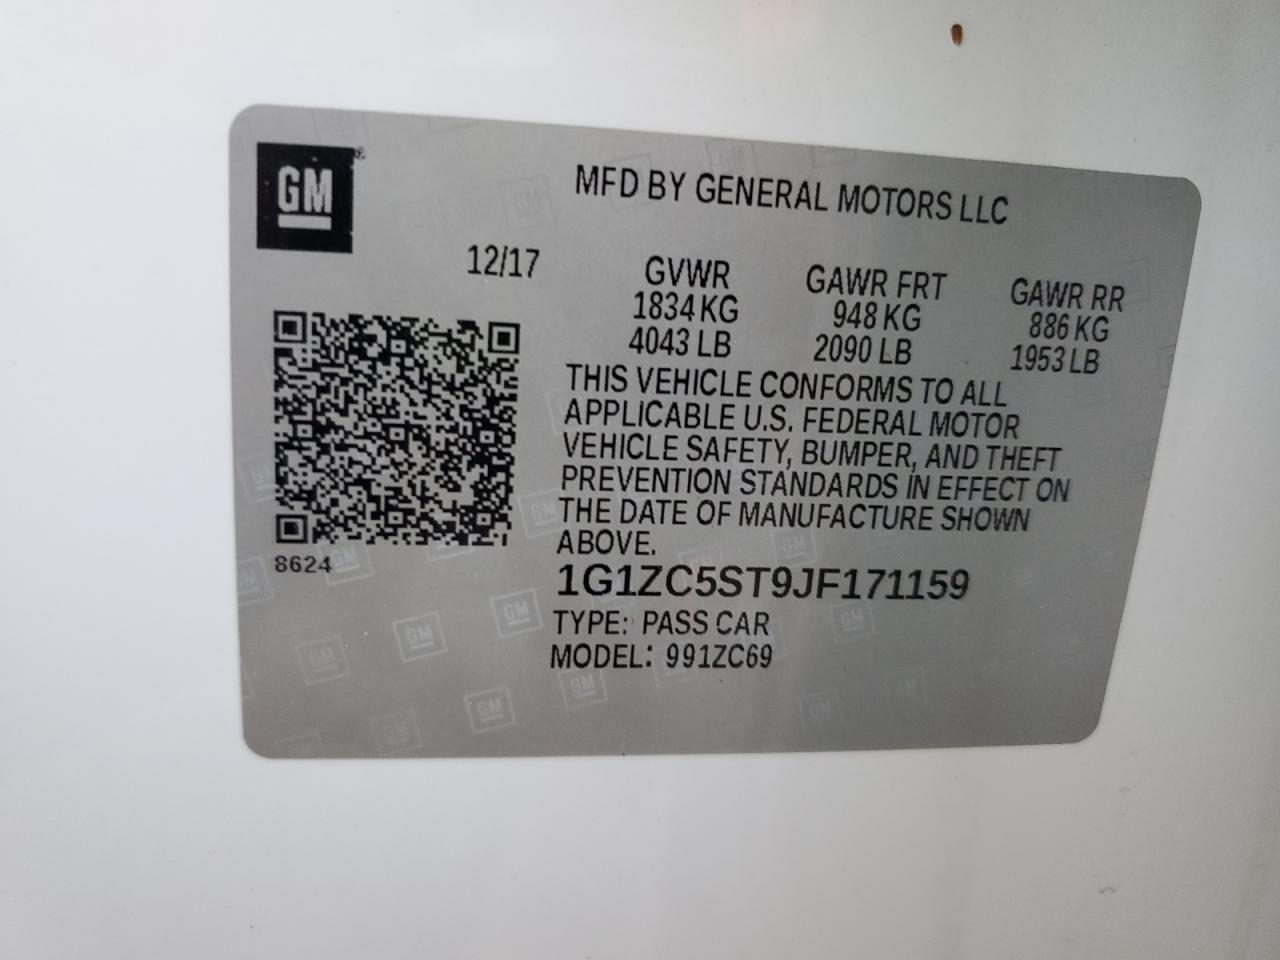 GM
MFD BY GENERAL MOTORS LLC
12/17
GVWR GAWR FRT GAWR RR
1834 KG 948 KG 886 KG
4043 LB 2090 LB 1953 LB
THIS VEHICLE CONFORMS TO ALL
APPLICABLE U.S. FEDERAL MOTOR
VEHICLE SAFETY, BUMPER, AND THEFT
PREVENTION STANDARDS IN EFFECT ON
THE DATE OF MANUFACTURE SHOWN
ABOVE.
8624
1G1ZC5ST9JF171159
TYPE: PASS CAR
MODEL: 991ZC69